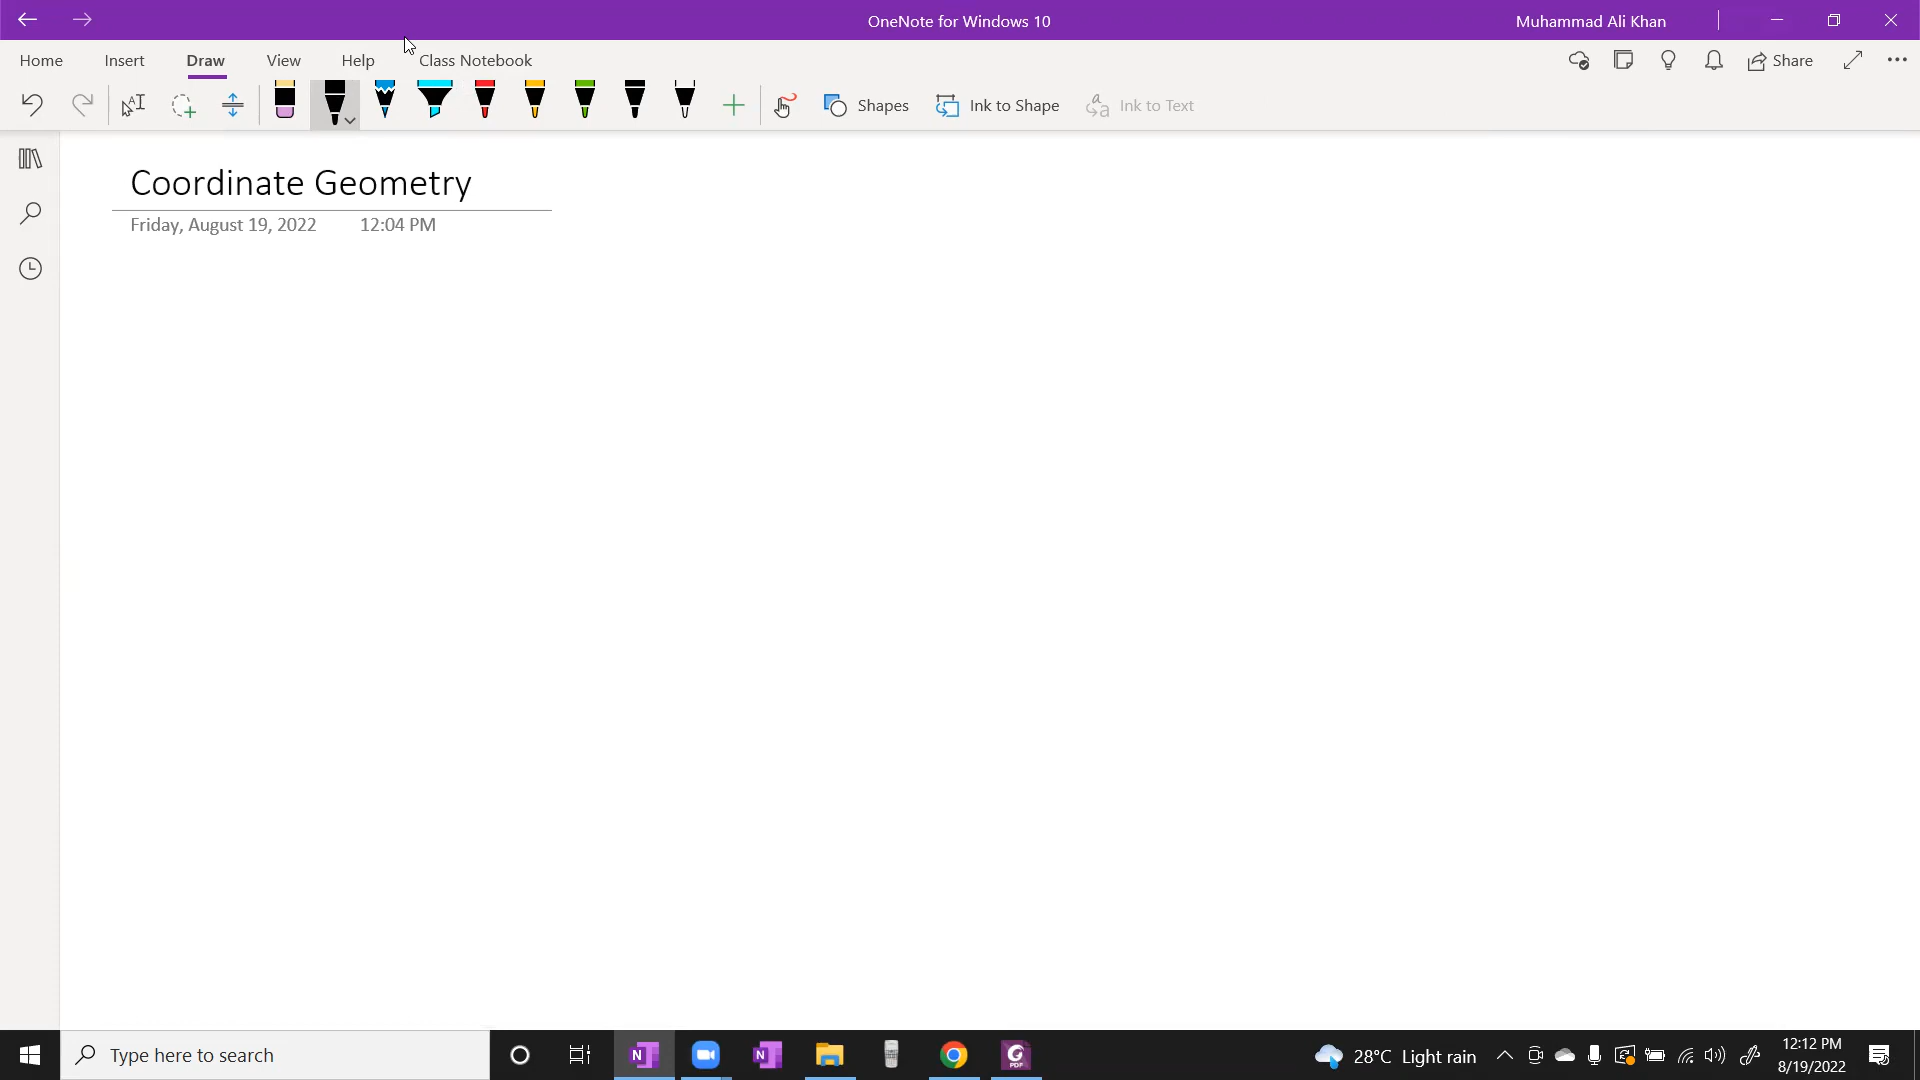 OneNote for Windows 10
Muhammad Ali Khan
Home Insert Draw View Help Class Notebook Share
Shapes Ink to Shape Ink to Text
Coordinate Geometry
Friday, August 19, 2022 12:04 PM
Type here to search
28°C Light rain
12:12 PM
8/19/2022